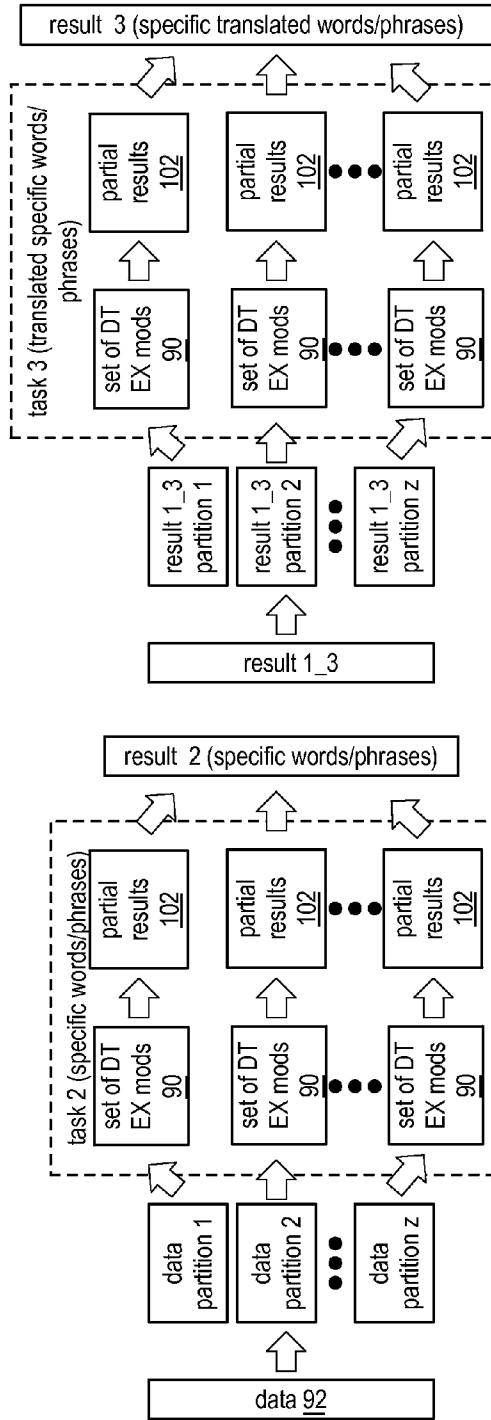 task 2 (specific words/phrases)
data 92
data
partition 1
data
partition 2
data
partition z
set of DT
EX mods
90
set of DT
EX mods
90
set of DT
EX mods
90
partial
results
102
partial
results
102
partial
results
102
result 2 (specific words/phrases)
task 3 (translated specific words/
phrases)
result 1_3
result 1_3
partition 1
result 1_3
partition 2
result 1_3
partition z
set of DT
EX mods
90
set of DT
EX mods
90
set of DT
EX mods
90
partial
results
102
partial
results
102
partial
results
102
result 3 (specific translated words/phrases)